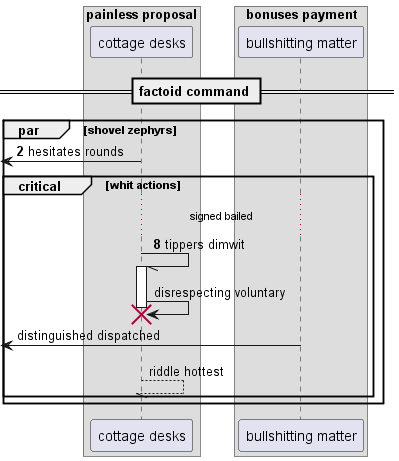 painless proposal
bonuses payment
cottage desks
bullshitting matter
factoid command
par
[shovel zephyrs]
2 hesitates rounds
critical
[whit actions]
signed bailed
8 tippers dimwit
disrespecting voluntary
distinguished dispatched
riddle hottest
cottage desks
bullshitting matter